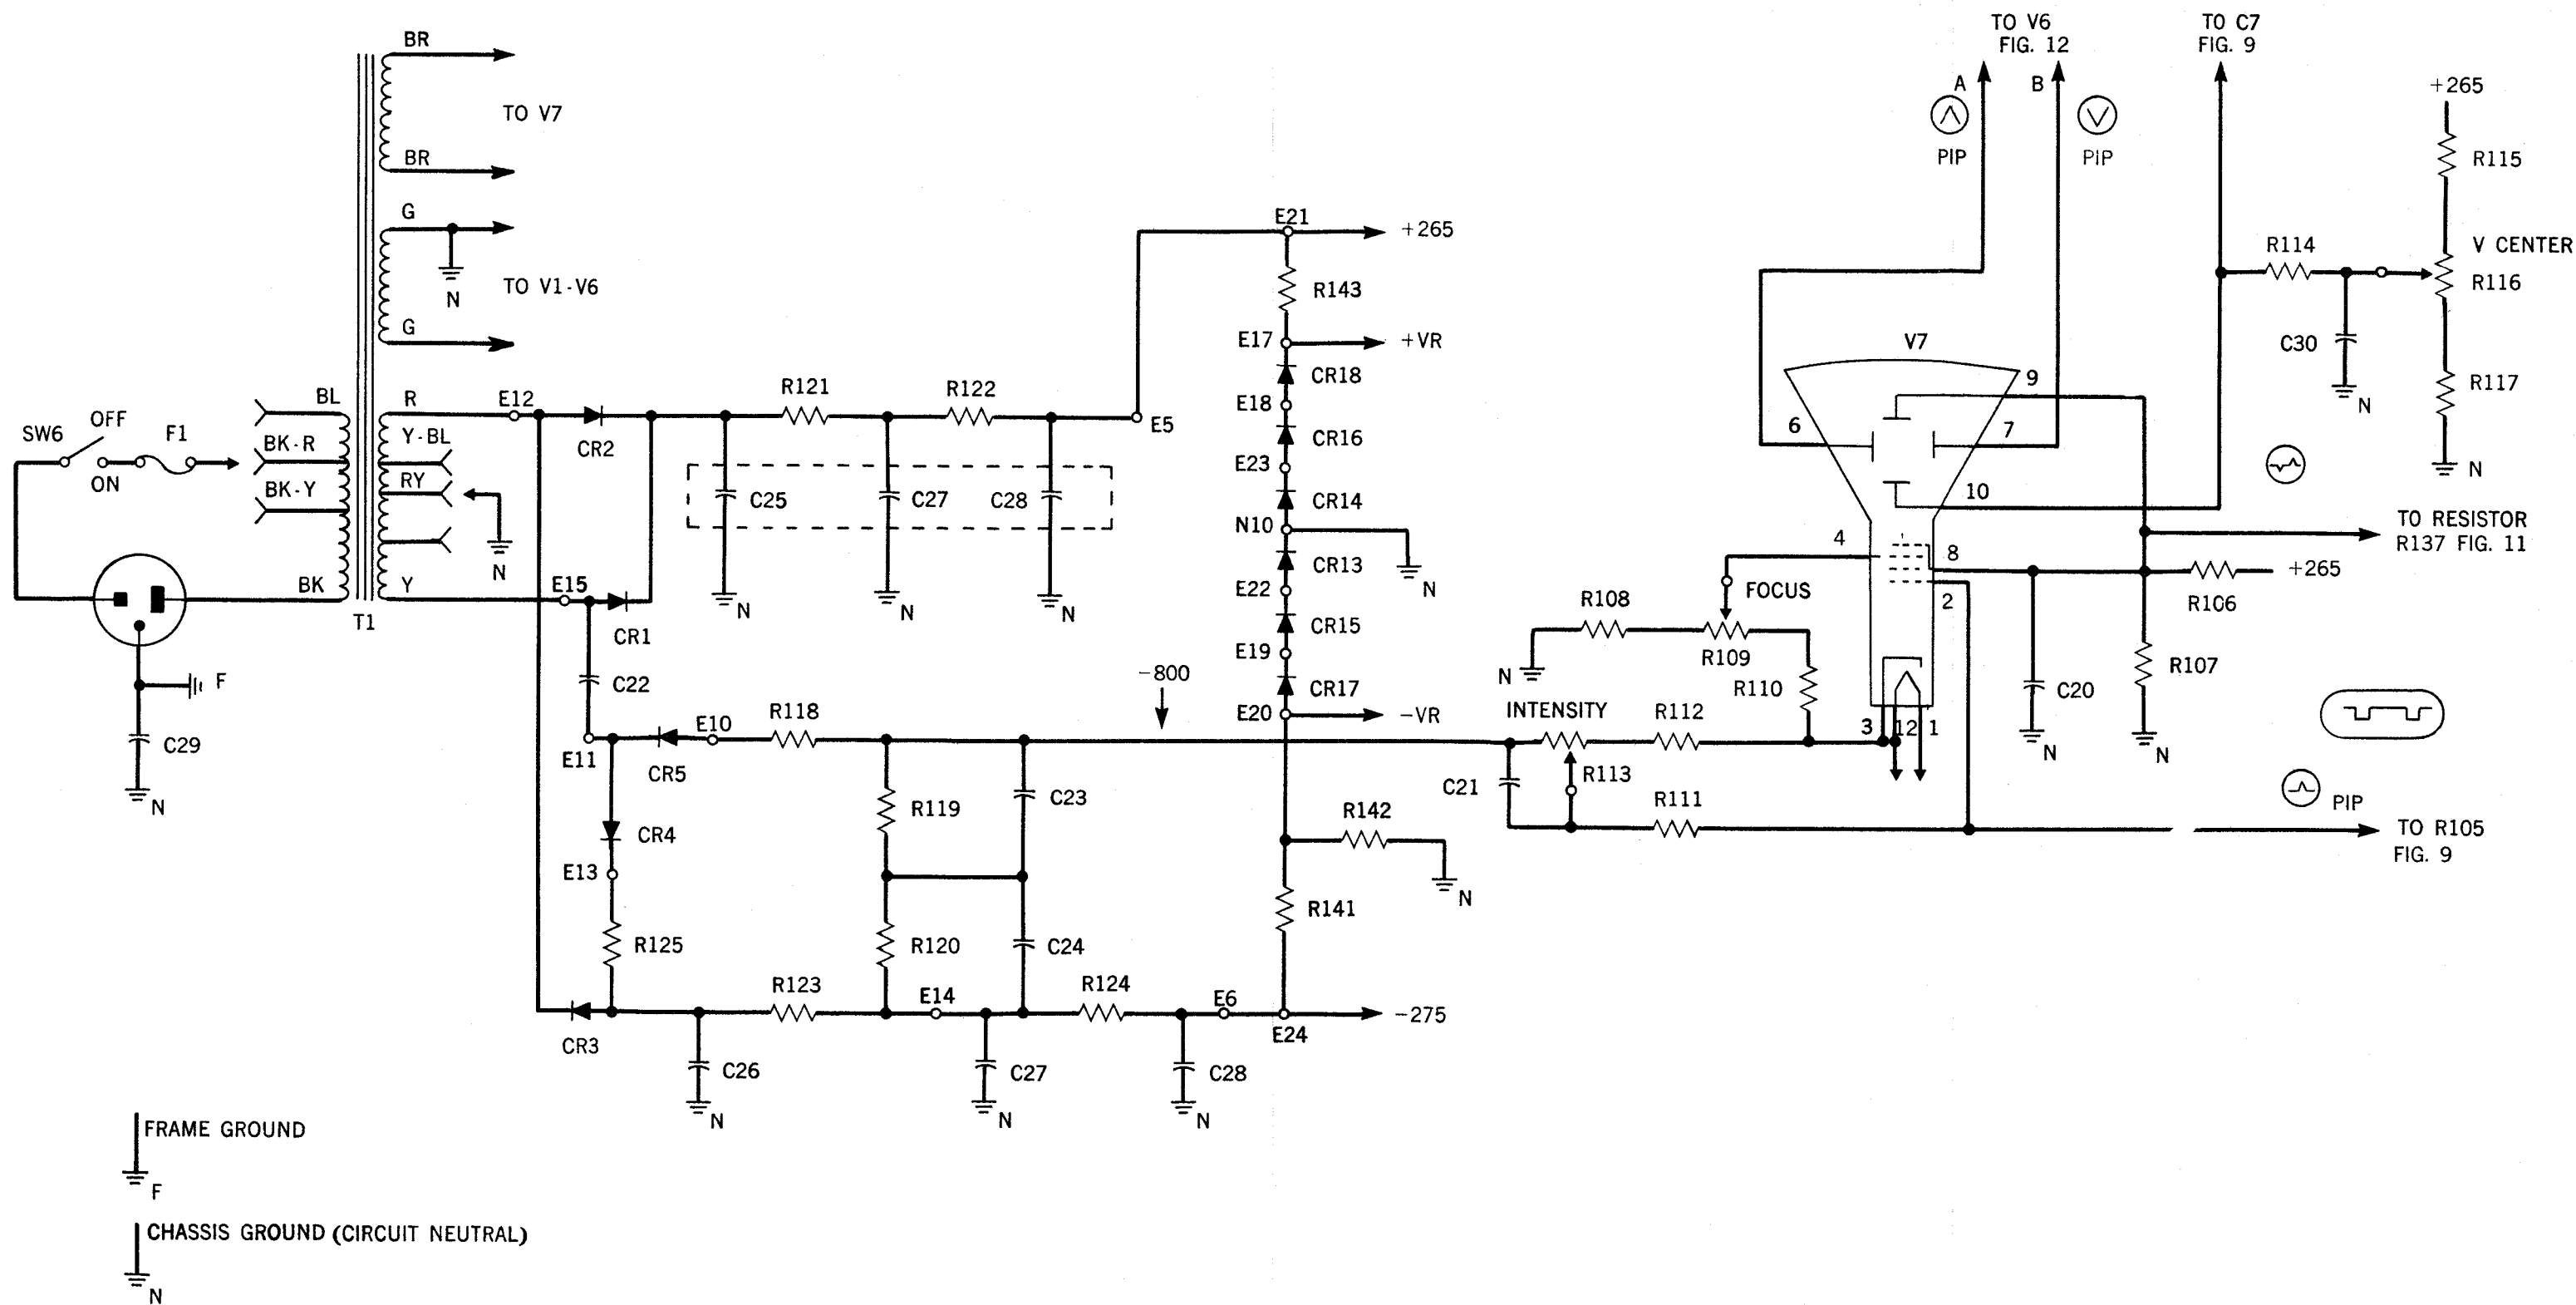 BR
TO V7
BR
G
N
TO V1-V6
G
BL
R
E12
OFF
SW6
F1
ON
BK-R
BK-Y
Y-BL
RY
N
BK
Y
T1
E15
CR2
CR1
R121
R122
E5
C25
C27
C28
N
N
N
F
C29
N
C22
E11
CR5
E10
R118
-800
CR4
E13
R125
R119
C23
R120
C24
CR3
R123
E14
R124
E6
E24
-275
C26
C27
C28
N
N
N
E21
+265
R143
E17
+VR
CR18
E18
CR16
E23
CR14
N10
N
CR13
E22
CR15
E19
CR17
E20
-VR
R142
N
R141
TO V6
FIG. 12
A
B
PIP
PIP
TO C7
FIG. 9
+265
R115
V CENTER
R114
R116
C30
N
R117
N
V7
9
6
7
10
4
8
2
3
12
1
TO RESISTOR
R137 FIG. 11
+265
R106
R107
N
C20
N
FOCUS
R108
R109
N
R110
INTENSITY
R112
R113
C21
R111
PIP
TO R105
FIG. 9
FRAME GROUND
F
CHASSIS GROUND (CIRCUIT NEUTRAL)
N